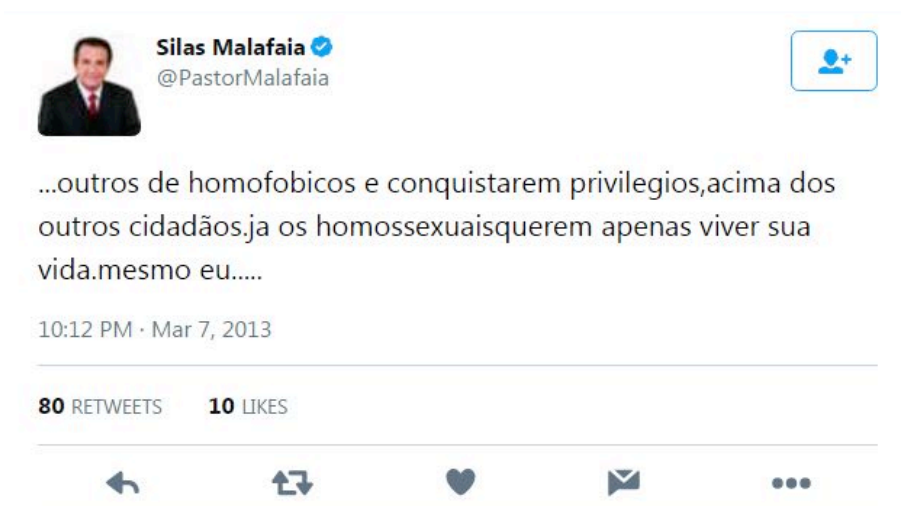 Silas Malafaia
@PastorMalafaia
...outros de homofobicos e conquistarem privilegios,acima dos
outros cidadãos.ja os homossexuaisquerem apenas viver sua
vida.mesmo eu.....
10:12 PM · Mar 7, 2013
80 RETWEETS 10 LIKES